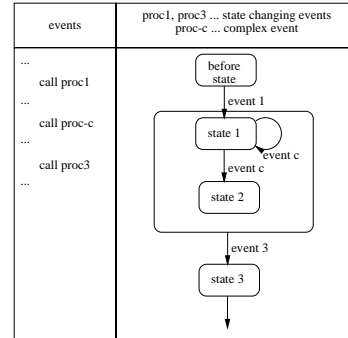 events
...
call proc1
...
call proc-c
...
call proc3
...
proc1, proc3 ... state changing events
proc-c ... complex event
before
state
event 1
state 1
event c
event c
state 2
event 3
state 3